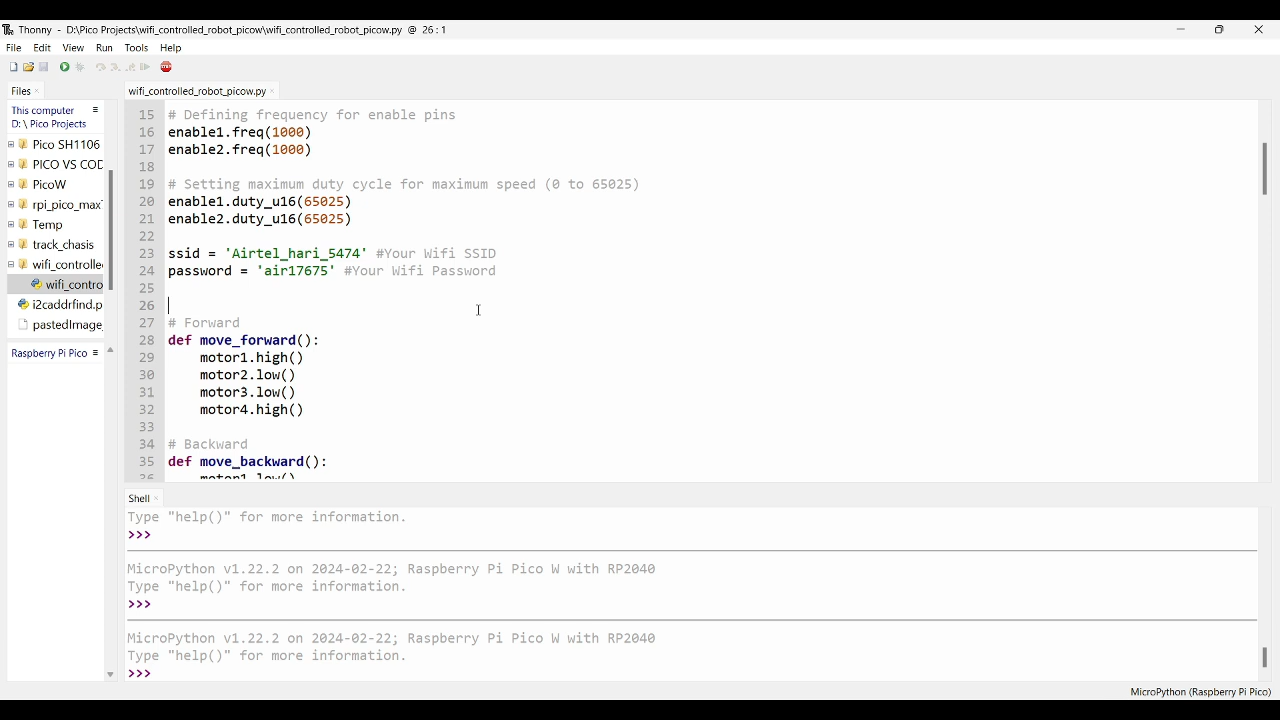 Thonny - D:\Pico Projects\wifi_controlled_robot_picow\wifi_controlled_robot_picow.py @ 26:1
File Edit View Run Tools Help
STOP
Files ×
This computer
D: \ Pico Projects
Pico SH1106
PICO VS COD
PicoW
rpi_pico_max
Temp
track_chasis
wifi_controlle
wifi_contro
i2caddrfind.p
pastedImage_
Raspberry Pi Pico
wifi_controlled_robot_picow.py ×
15 # Defining frequency for enable pins
16 enable1.freq(1000)
17 enable2.freq(1000)
18
19 # Setting maximum duty cycle for maximum speed (0 to 65025)
20 enable1.duty_u16(65025)
21 enable2.duty_u16(65025)
22
23 ssid = 'Airtel_hari_5474' #Your Wifi SSID
24 password = 'air17675' #Your Wifi Password
25
26
27 # Forward
28 def move_forward():
29 motor1.high()
30 motor2.low()
31 motor3.low()
32 motor4.high()
33
34 # Backward
35 def move_backward():
36 motor1.low()
Shell ×
Type "help()" for more information.
>>>
MicroPython v1.22.2 on 2024-02-22; Raspberry Pi Pico W with RP2040
Type "help()" for more information.
>>>
MicroPython v1.22.2 on 2024-02-22; Raspberry Pi Pico W with RP2040
Type "help()" for more information.
>>>
MicroPython (Raspberry Pi Pico)